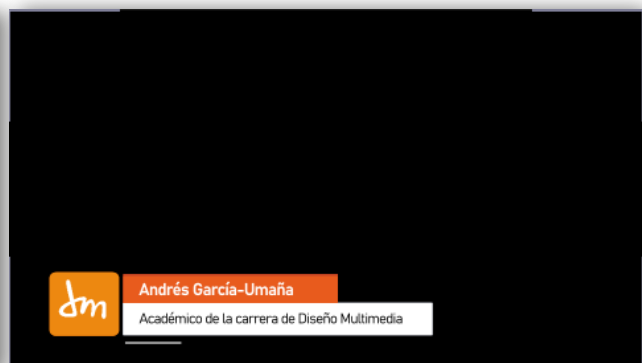 dm
Andrés García-Umaña
Académico de la carrera de Diseño Multimedia